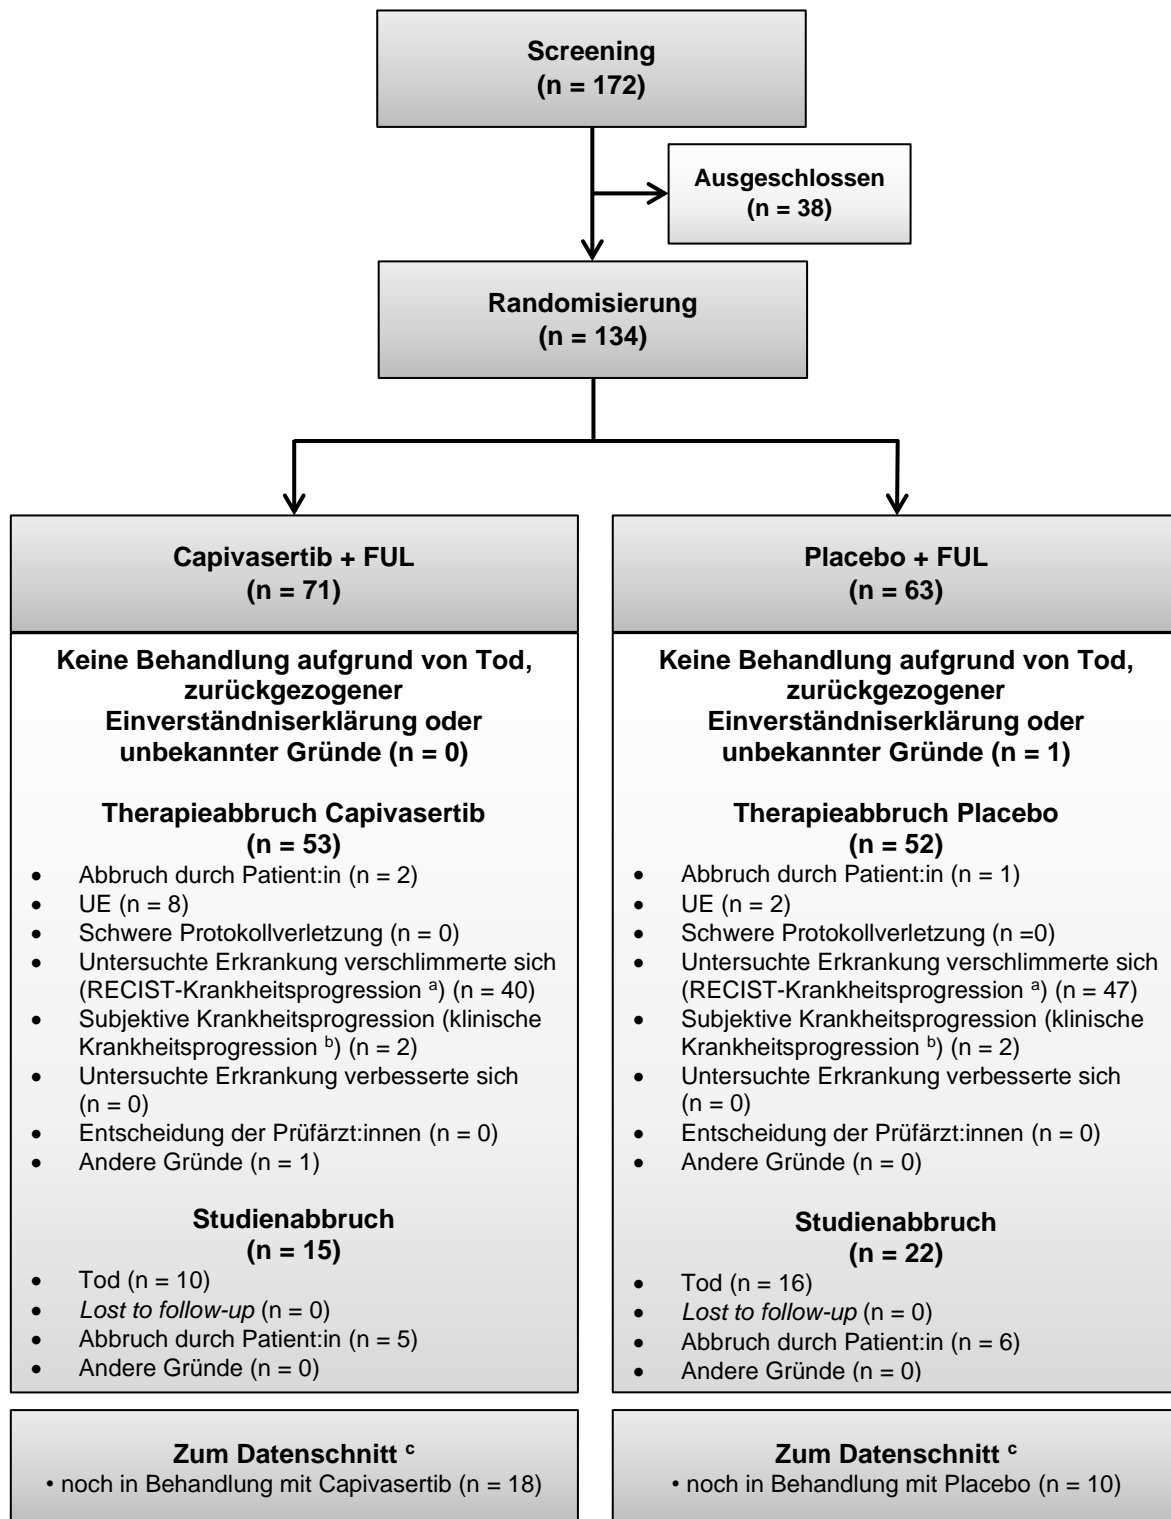 Screening
(n = 172)
Ausgeschlossen
(n = 38)
Randomisierung
(n = 134)
Capivasertib + FUL
(n = 71)
Keine Behandlung aufgrund von Tod,
zurückgezogener
Einverständniserklärung oder
unbekannter Gründe (n = 0)
Therapieabbruch Capivasertib
(n = 53)
• Abbruch durch Patient:in (n = 2)
• UE (n = 8)
• Schwere Protokollverletzung (n = 0)
• Untersuchte Erkrankung verschlimmerte sich
(RECIST-Krankheitsprogression a) (n = 40)
• Subjektive Krankheitsprogression (klinische
Krankheitsprogression b) (n = 2)
• Untersuchte Erkrankung verbesserte sich
(n = 0)
• Entscheidung der Prüfärzt:innen (n = 0)
• Andere Gründe (n = 1)
Studienabbruch
(n = 15)
• Tod (n = 10)
• Lost to follow-up (n = 0)
• Abbruch durch Patient:in (n = 5)
• Andere Gründe (n = 0)
Zum Datenschnitt c
• noch in Behandlung mit Capivasertib (n = 18)
Placebo + FUL
(n = 63)
Keine Behandlung aufgrund von Tod,
zurückgezogener
Einverständniserklärung oder
unbekannter Gründe (n = 1)
Therapieabbruch Placebo
(n = 52)
• Abbruch durch Patient:in (n = 1)
• UE (n = 2)
• Schwere Protokollverletzung (n =0)
• Untersuchte Erkrankung verschlimmerte sich
(RECIST-Krankheitsprogression a) (n = 47)
• Subjektive Krankheitsprogression (klinische
Krankheitsprogression b) (n = 2)
• Untersuchte Erkrankung verbesserte sich
(n = 0)
• Entscheidung der Prüfärzt:innen (n = 0)
• Andere Gründe (n = 0)
Studienabbruch
(n = 22)
• Tod (n = 16)
• Lost to follow-up (n = 0)
• Abbruch durch Patient:in (n = 6)
• Andere Gründe (n = 0)
Zum Datenschnitt c
• noch in Behandlung mit Placebo (n = 10)